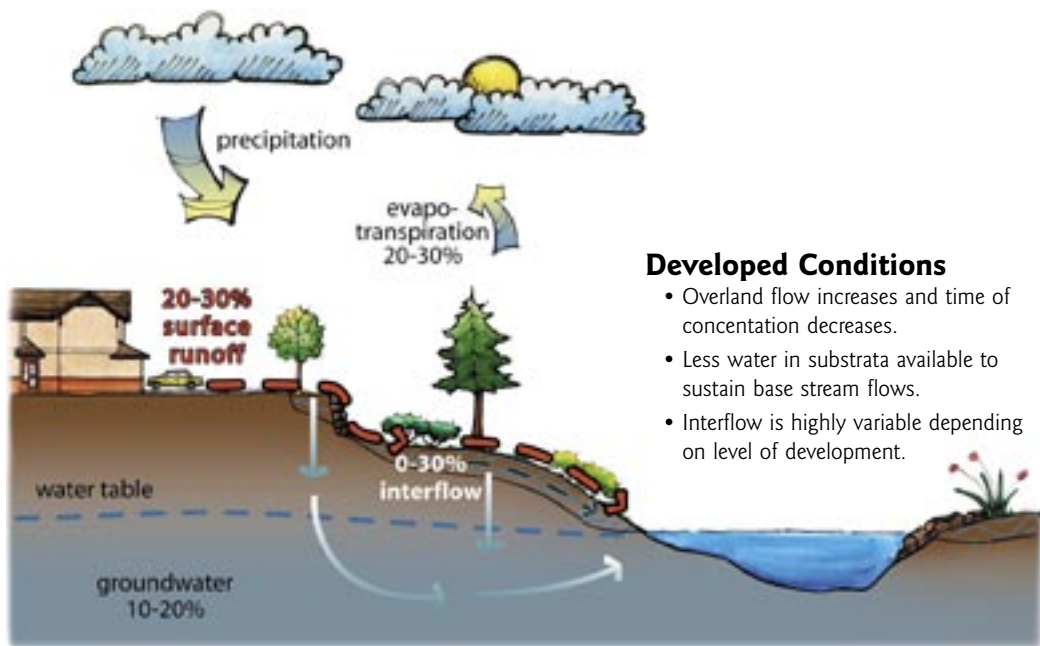 precipitation
evapo-
transpiration
20-30%
20-30%
surface
runoff
Developed Conditions
• Overland flow increases and time of
concentation decreases.
• Less water in substrata available to
sustain base stream flows.
• Interflow is highly variable depending
on level of development.
0-30%
interflow
water table
groundwater
10-20%